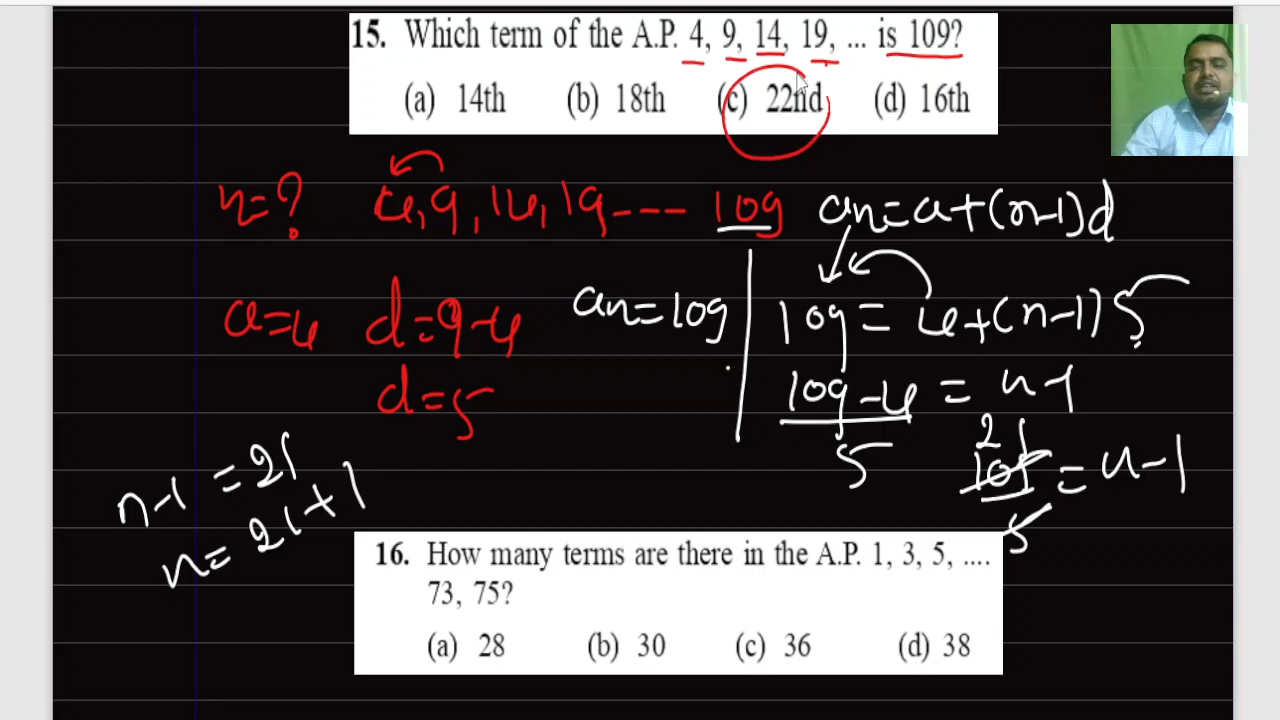 15. Which term of the A.P. 4, 9, 14, 19, ... is 109?
(a) 14th (b) 18th (c) 22nd (d) 16th
n=? 4, 9, 14, 19 ---- 109
an=a+(n-1)d
a=4 d=9-4
d=5
an=109
109=4+(n-1)5
109-4 = n-1
5
21
105 = n-1
5
n-1=21
n=21+1
16. How many terms are there in the A.P. 1, 3, 5, ....
73, 75?
(a) 28 (b) 30 (c) 36 (d) 38